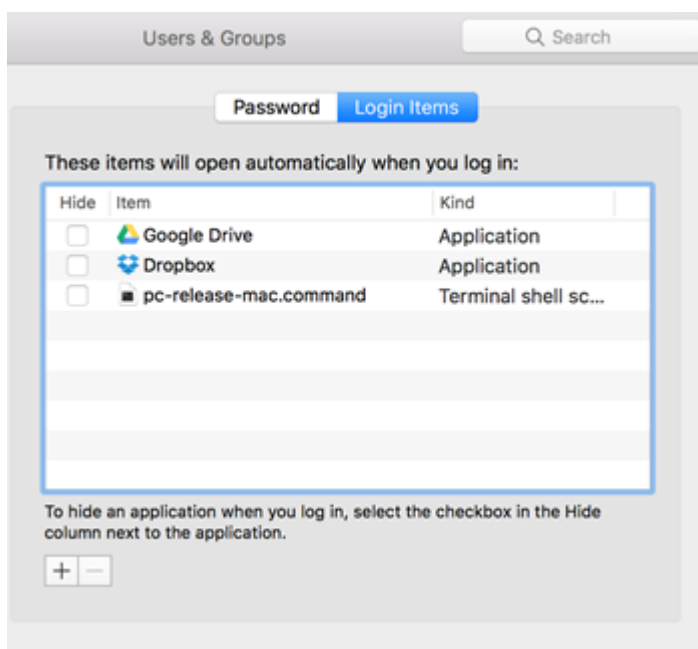 Users & Groups
Search
Password
Login Items
These items will open automatically when you log in:
Hide Item Kind
Google Drive Application
Dropbox Application
pc-release-mac.command Terminal shell sc...
To hide an application when you log in, select the checkbox in the Hide
column next to the application.
+ −